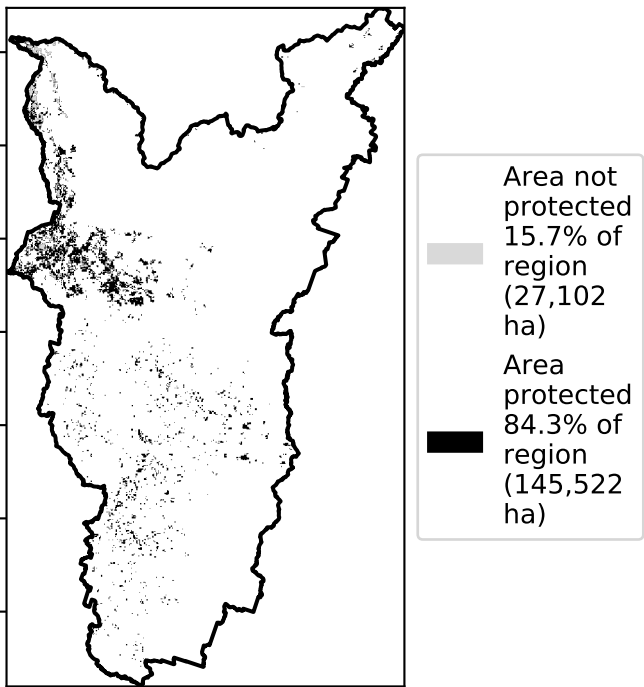 Area not
protected
15.7% of
region
(27,102
ha)
Area
protected
84.3% of
region
(145,522
ha)